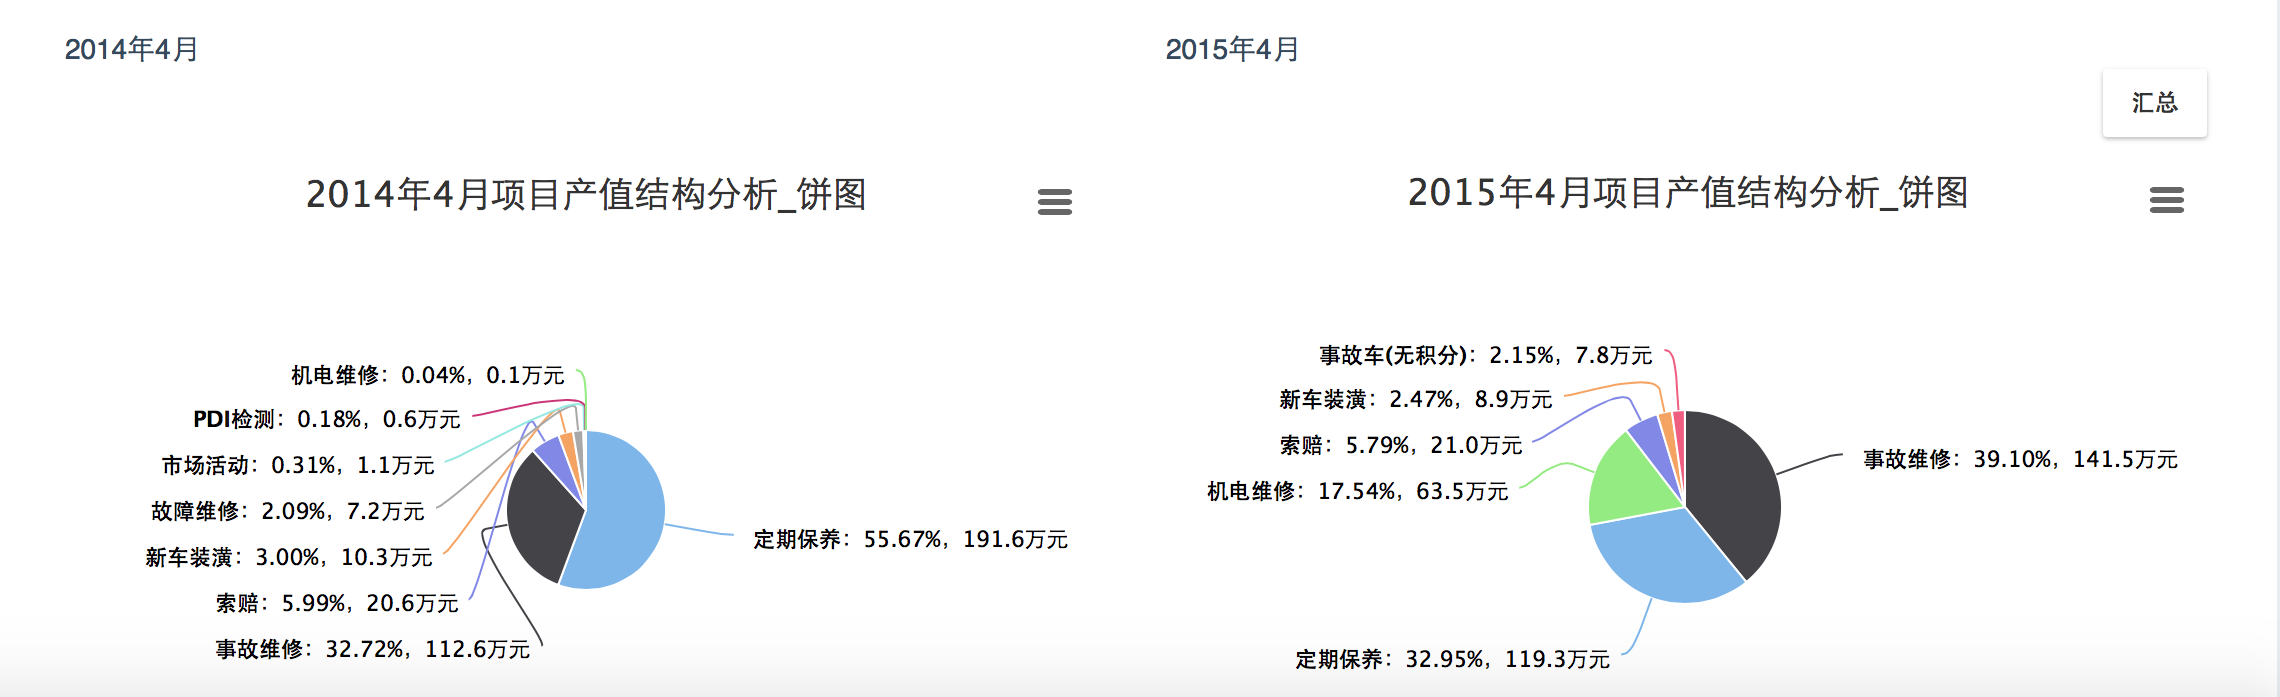 2014年4月
2014年4月项目产值结构分析_饼图
机电维修：0.04%，0.1万元
PDI检测：0.18%，0.6万元
市场活动：0.31%，1.1万元
故障维修：2.09%，7.2万元
新车装潢：3.00%，10.3万元
索赔：5.99%，20.6万元
事故维修：32.72%，112.6万元
定期保养：55.67%，191.6万元
2015年4月
汇总
2015年4月项目产值结构分析_饼图
事故车(无积分)：2.15%，7.8万元
新车装潢：2.47%，8.9万元
索赔：5.79%，21.0万元
机电维修：17.54%，63.5万元
事故维修：39.10%，141.5万元
定期保养：32.95%，119.3万元